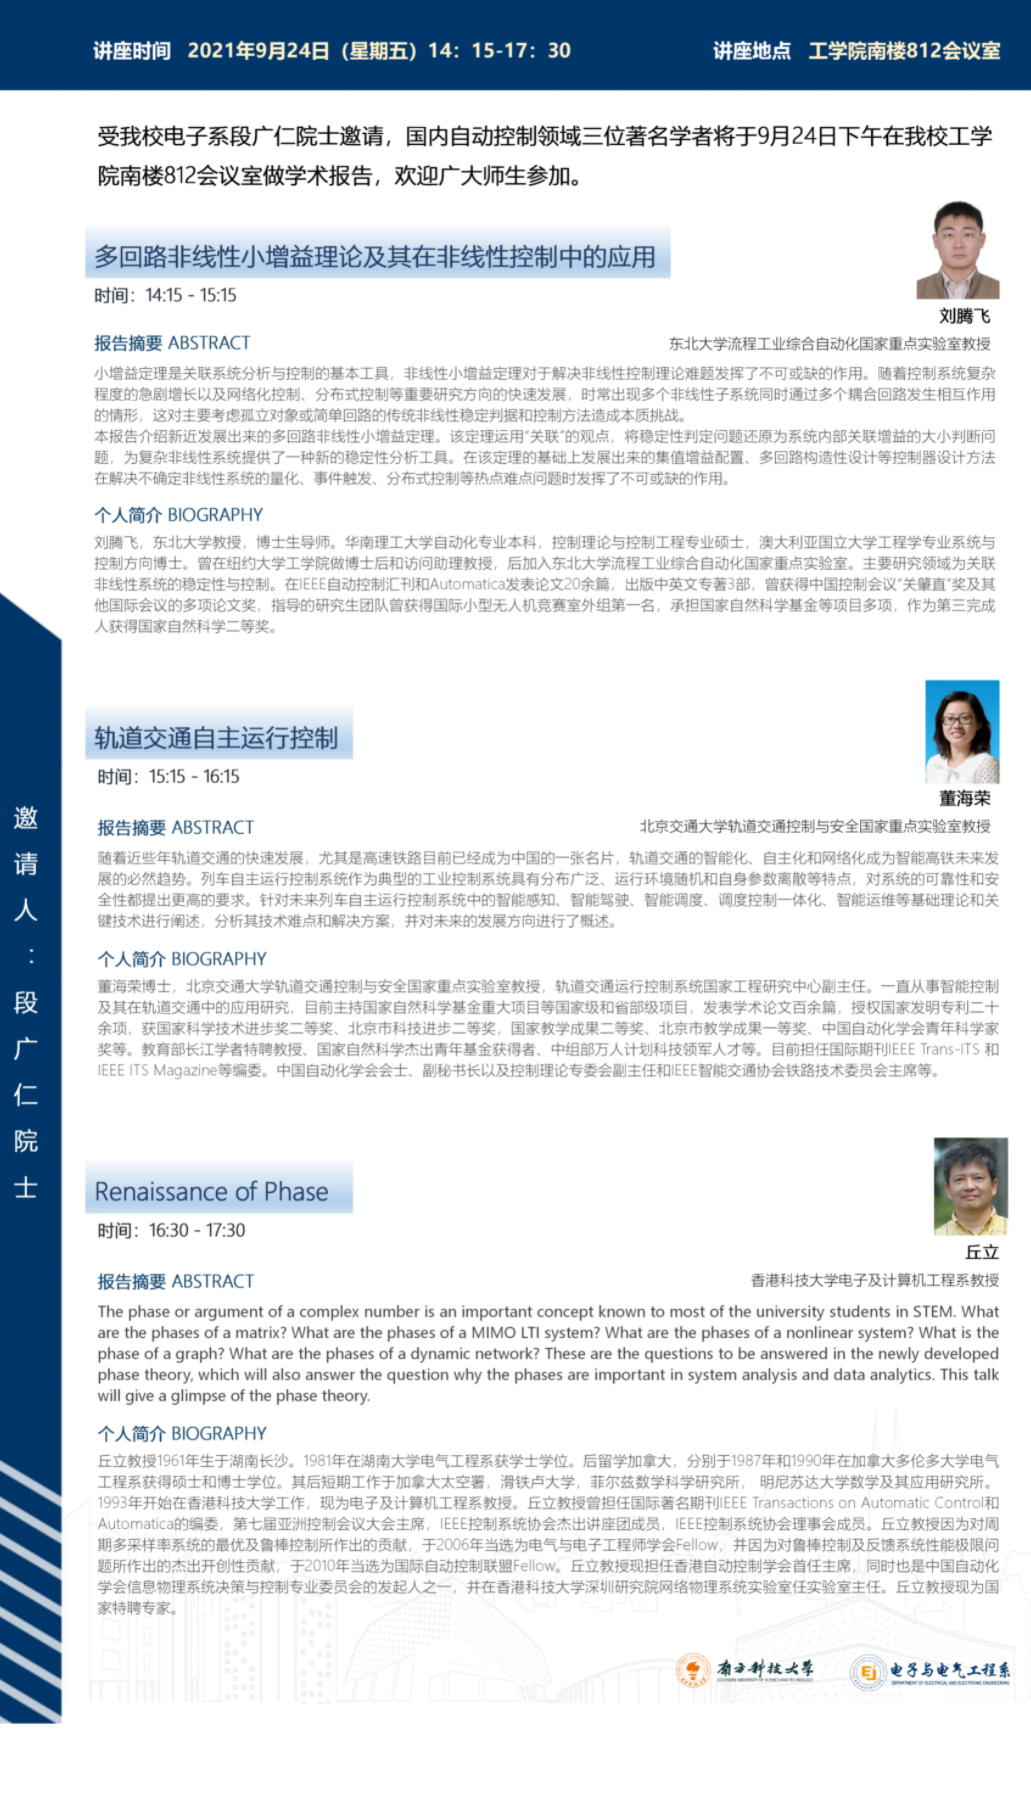 讲座时间 2021年9月24日（星期五）14：15-17：30 讲座地点 工学院南楼812会议室
受我校电子系段广仁院士邀请，国内自动控制领域三位著名学者将于9月24日下午在我校工学
院南楼812会议室做学术报告，欢迎广大师生参加。
多回路非线性小增益理论及其在非线性控制中的应用
时间：14:15 - 15:15
刘腾飞
东北大学流程工业综合自动化国家重点实验室教授
报告摘要 ABSTRACT
小增益定理是关联系统分析与控制的基本工具，非线性小增益定理对于解决非线性控制理论难题发挥了不可或缺的作用。随着控制系统复杂
程度的急剧增长以及网络化控制、分布式控制等重要研究方向的快速发展，时常出现多个非线性子系统同时通过多个耦合回路发生相互作用
的情形，这对主要考虑孤立对象或简单回路的传统非线性稳定判据和控制方法造成本质挑战。
本报告介绍新近发展出来的多回路非线性小增益定理。该定理运用“关联”的观点，将稳定性判定问题还原为系统内部关联增益的大小判断问
题，为复杂非线性系统提供了一种新的稳定性分析工具。在该定理的基础上发展出来的集值增益配置、多回路构造性设计等控制器设计方法
在解决不确定非线性系统的量化、事件触发、分布式控制等热点难点问题时发挥了不可或缺的作用。
个人简介 BIOGRAPHY
刘腾飞，东北大学教授，博士生导师。华南理工大学自动化专业本科，控制理论与控制工程专业硕士，澳大利亚国立大学工程学专业系统与
控制方向博士。曾在纽约大学工学院做博士后和访问助理教授，后加入东北大学流程工业综合自动化国家重点实验室。主要研究领域为关联
非线性系统的稳定性与控制。在IEEE自动控制汇刊和Automatica发表论文20余篇，出版中英文专著3部，曾获得中国控制会议“关肇直”奖及其
他国际会议的多项论文奖，指导的研究生团队曾获得国际小型无人机竞赛室外组第一名，承担国家自然科学基金等项目多项，作为第三完成
人获得国家自然科学二等奖。
轨道交通自主运行控制
时间：15:15 - 16:15
董海荣
北京交通大学轨道交通控制与安全国家重点实验室教授
报告摘要 ABSTRACT
随着近些年轨道交通的快速发展，尤其是高速铁路目前已经成为中国的一张名片，轨道交通的智能化、自主化和网络化成为智能高铁未来发
展的必然趋势。列车自主运行控制系统作为典型的工业控制系统具有分布广泛、运行环境随机和自身参数离散等特点，对系统的可靠性和安
全性都提出更高的要求。针对未来列车自主运行控制系统中的智能感知、智能驾驶、智能调度、调度控制一体化、智能运维等基础理论和关
键技术进行阐述，分析其技术难点和解决方案，并对未来的发展方向进行了概述。
个人简介 BIOGRAPHY
董海荣博士，北京交通大学轨道交通控制与安全国家重点实验室教授，轨道交通运行控制系统国家工程研究中心副主任。一直从事智能控制
及其在轨道交通中的应用研究，目前主持国家自然科学基金重大项目等国家级和省部级项目，发表学术论文百余篇，授权国家发明专利二十
余项，获国家科学技术进步奖二等奖、北京市科技进步二等奖，国家教学成果二等奖、北京市教学成果一等奖、中国自动化学会青年科学家
奖等。教育部长江学者特聘教授、国家自然科学杰出青年基金获得者、中组部万人计划科技领军人才等。目前担任国际期刊IEEE Trans-ITS 和
IEEE ITS Magazine等编委。中国自动化学会会士、副秘书长以及控制理论专委会副主任和IEEE智能交通协会铁路技术委员会主席等。
邀请人：段广仁院士
Renaissance of Phase
时间：16:30 - 17:30
丘立
香港科技大学电子及计算机工程系教授
报告摘要 ABSTRACT
The phase or argument of a complex number is an important concept known to most of the university students in STEM. What
are the phases of a matrix? What are the phases of a MIMO LTI system? What are the phases of a nonlinear system? What is the
phase of a graph? What are the phases of a dynamic network? These are the questions to be answered in the newly developed
phase theory, which will also answer the question why the phases are important in system analysis and data analytics. This talk
will give a glimpse of the phase theory.
个人简介 BIOGRAPHY
丘立教授1961年生于湖南长沙。1981年在湖南大学电气工程系获学士学位。后留学加拿大，分别于1987年和1990年在加拿大多伦多大学电气
工程系获得硕士和博士学位。其后短期工作于加拿大太空署，滑铁卢大学，菲尔兹数学科学研究所， 明尼苏达大学数学及其应用研究所。
1993年开始在香港科技大学工作，现为电子及计算机工程系教授。丘立教授曾担任国际著名期刊IEEE Transactions on Automatic Control和
Automatica的编委，第七届亚洲控制会议大会主席，IEEE控制系统协会杰出讲座团成员，IEEE控制系统协会理事会成员。丘立教授因为对周
期多采样率系统的最优及鲁棒控制所作出的贡献，于2006年当选为电气与电子工程师学会Fellow，并因为对鲁棒控制及反馈系统性能极限问
题所作出的杰出开创性贡献，于2010年当选为国际自动控制联盟Fellow。丘立教授现担任香港自动控制学会首任主席，同时也是中国自动化
学会信息物理系统决策与控制专业委员会的发起人之一，并在香港科技大学深圳研究院网络物理系统实验室任实验室主任。丘立教授现为国
家特聘专家。
南方科技大学
SOUTHERN UNIVERSITY OF SCIENCE AND TECHNOLOGY
电子与电气工程系
DEPARTMENT OF ELECTRICAL AND ELECTRONIC ENGINEERING